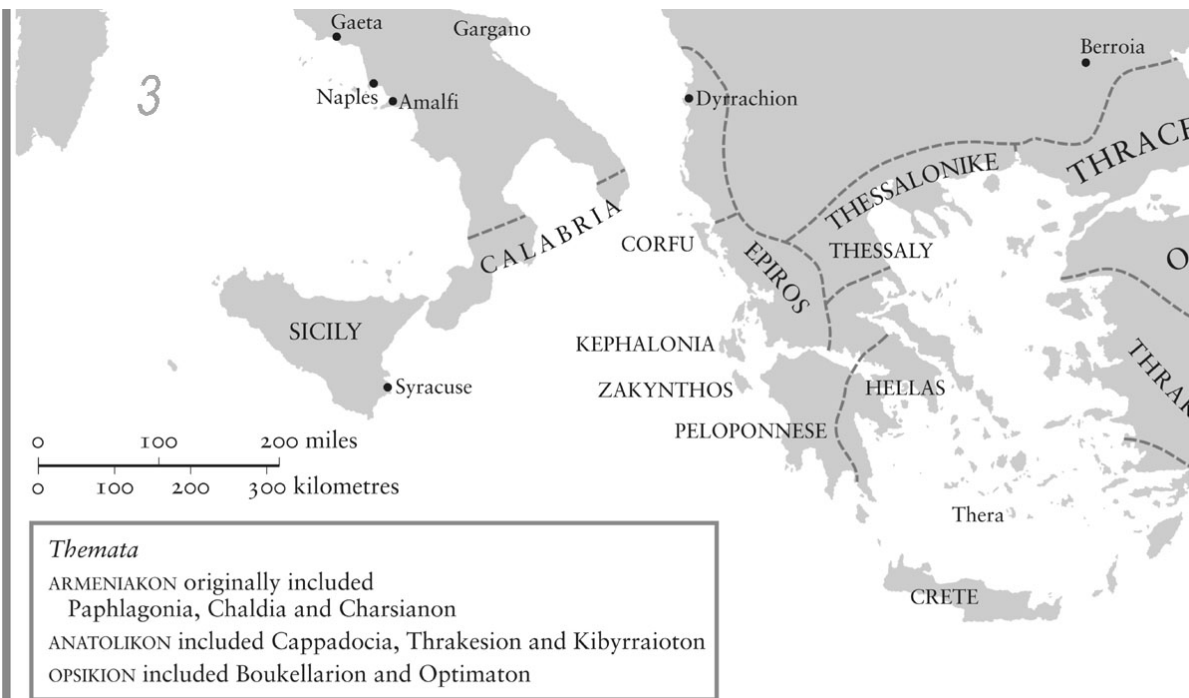 Gaeta
Gargano
Berroia
3
Naples
Amalfi
Dyrrachion
THRACE
THESSALONIKE
CORFU
CALABRIA
EPIROS
THESSALY
O
SICILY
KEPHALONIA
THRAK
Syracuse
ZAKYNTHOS
HELLAS
PELOPONNESE
0 100 200 miles
0 100 200 300 kilometres
Thera
CRETE
Themata
ARMENIAKON originally included
Paphlagonia, Chaldia and Charsianon
ANATOLIKON included Cappadocia, Thrakesion and Kibyrraioton
OPSIKION included Boukellarion and Optimaton